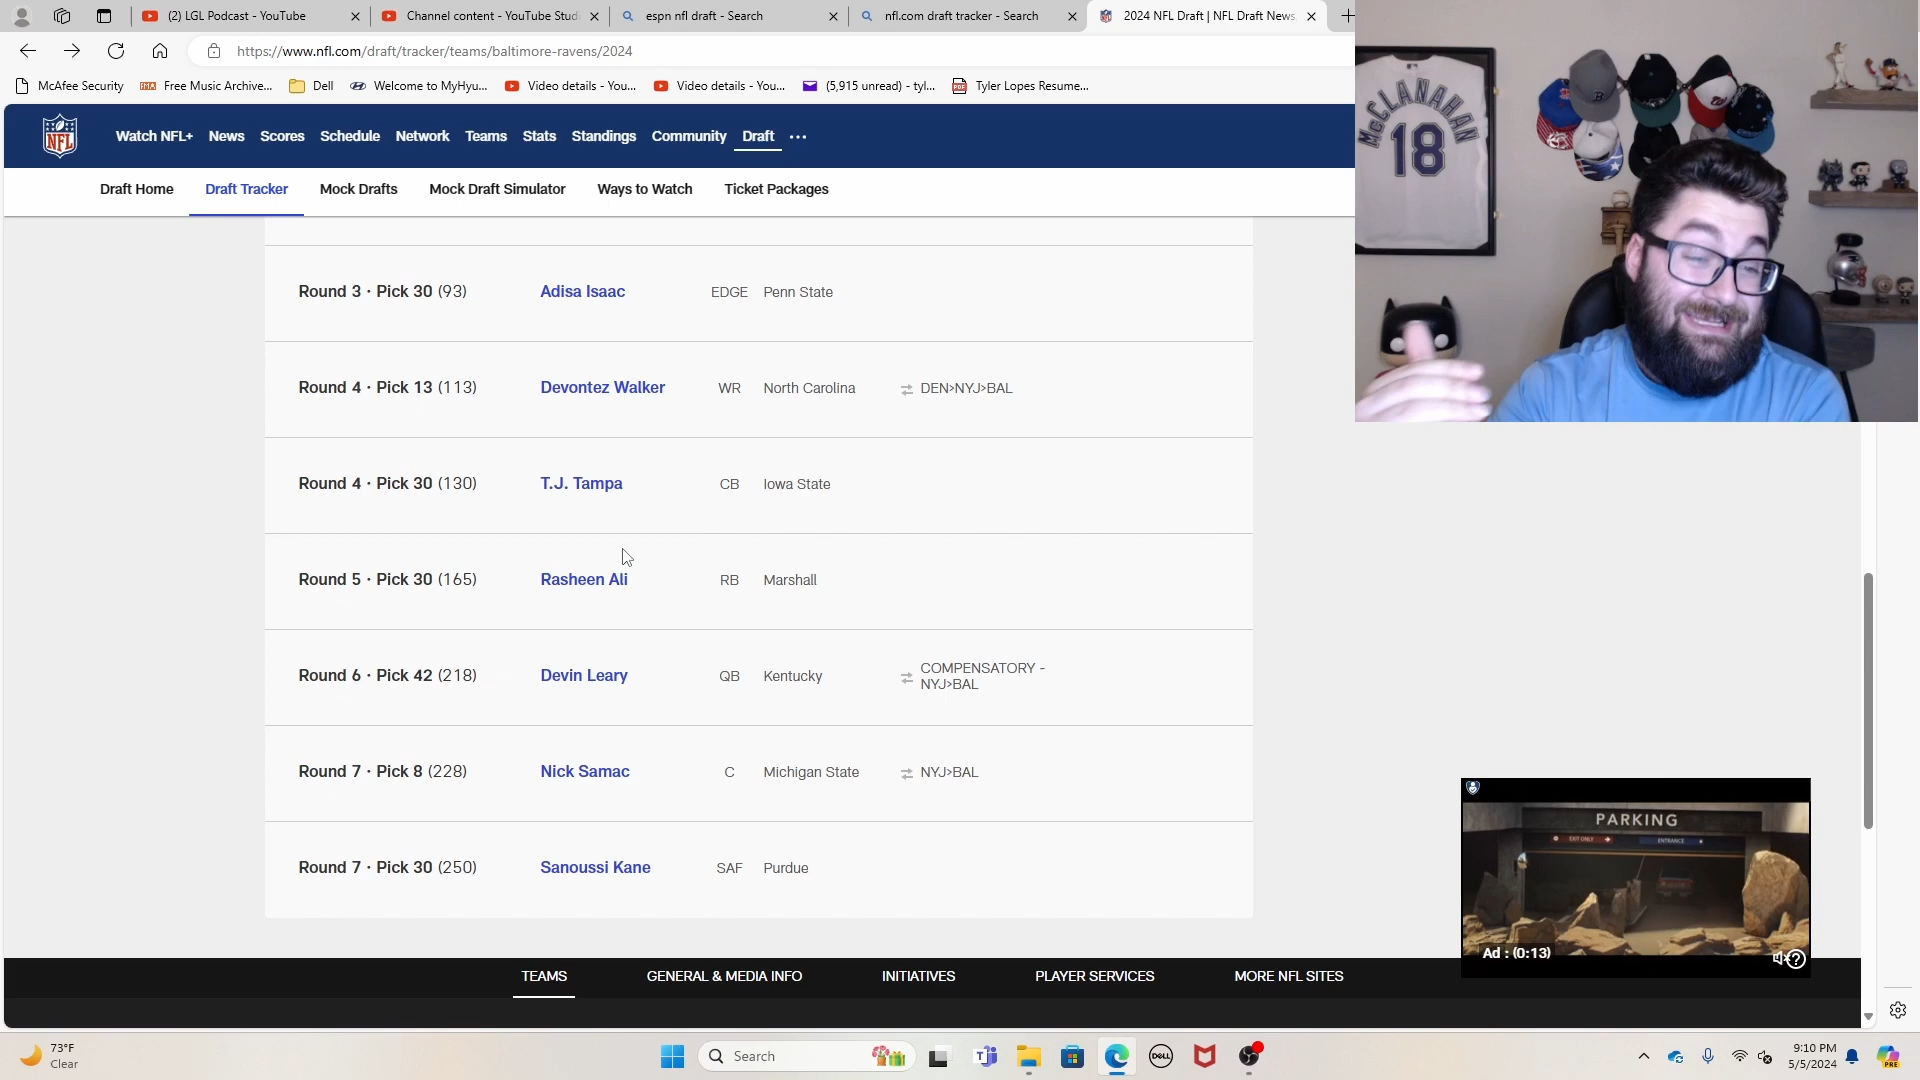 (2) LGL Podcast - YouTube
Channel content - YouTube Studi
espn nfl draft - Search
nfl.com draft tracker - Search
2024 NFL Draft | NFL Draft News,
https://www.nfl.com/draft/tracker/teams/baltimore-ravens/2024
McAfee Security
Free Music Archive...
Dell
Welcome to MyHyu...
Video details - You...
Video details - You...
(5,915 unread) - tyl...
Tyler Lopes Resume...
NFL
Watch NFL+
News
Scores
Schedule
Network
Teams
Stats
Standings
Community
Draft
Draft Home
Draft Tracker
Mock Drafts
Mock Draft Simulator
Ways to Watch
Ticket Packages
McCLANAHAN
18
Round 3 · Pick 30 (93) Adisa Isaac EDGE Penn State
Round 4 · Pick 13 (113) Devontez Walker WR North Carolina DEN>NYJ>BAL
Round 4 · Pick 30 (130) T.J. Tampa CB Iowa State
Round 5 · Pick 30 (165) Rasheen Ali RB Marshall
Round 6 · Pick 42 (218) Devin Leary QB Kentucky COMPENSATORY -
NYJ>BAL
Round 7 · Pick 8 (228) Nick Samac C Michigan State NYJ>BAL
Round 7 · Pick 30 (250) Sanoussi Kane SAF Purdue
PARKING
EXIT ONLY
ENTRANCE
Ad : (0:13)
TEAMS
GENERAL & MEDIA INFO
INITIATIVES
PLAYER SERVICES
MORE NFL SITES
73°F
Clear
Search
DELL
9:10 PM
5/5/2024
PRE